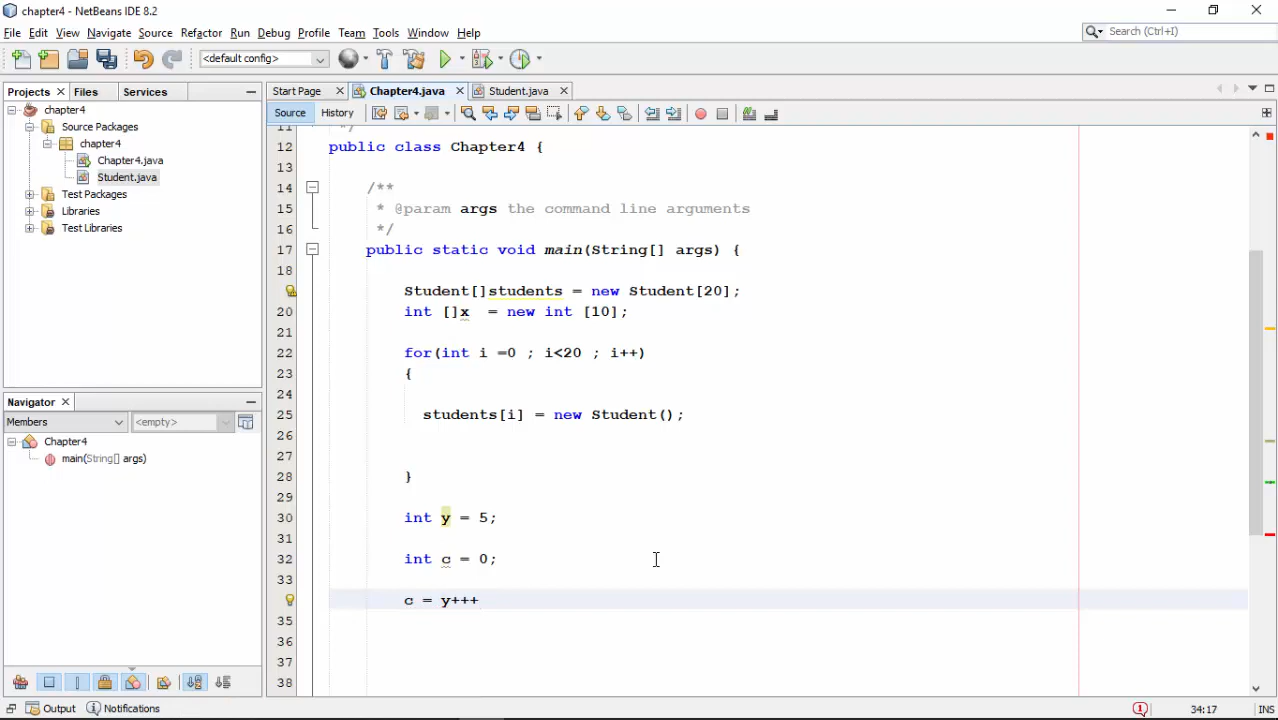 chapter4 - NetBeans IDE 8.2
File Edit View Navigate Source Refactor Run Debug Profile Team Tools Window Help
Search (Ctrl+I)
<default config>
Projects Files Services
Start Page Chapter4.java Student.java
chapter4
Source Packages
chapter4
Chapter4.java
Student.java
Test Packages
Libraries
Test Libraries
Source History
11 */
12 public class Chapter4 {
13
14 /**
15 * @param args the command line arguments
16 */
17 public static void main(String[] args) {
18
Student[]students = new Student[20];
20 int []x = new int [10];
21
22 for(int i =0 ; i<20 ; i++)
23 {
24
25 students[i] = new Student();
26
27
28 }
29
30 int y = 5;
31
32 int c = 0;
33
c = y+++
35
36
37
38
Navigator
Members <empty>
Chapter4
main(String[] args)
Output Notifications
1 34:17 INS